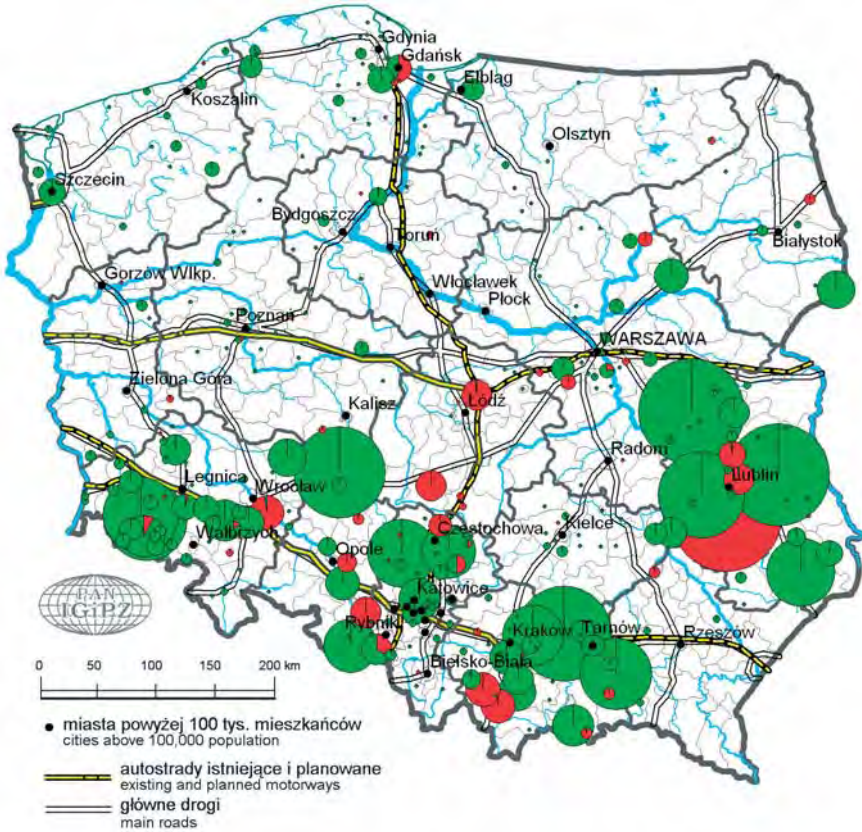 Gdynia
Gdańsk
Elbląg
Koszalin
Olsztyn
Szczecin
Bydgoszcz
Toruń
Białystok
Gorzów Wlkp.
Włocławek
Płock
Poznań
WARSZAWA
Zielona Góra
Kalisz
Łódź
Radom
Legnica
Wrocław
Lublin
Wałbrzych
Częstochowa
Kielce
Opole
PAN
IGiPZ
Katowice
Rybnik
Kraków
Tarnów
Rzeszów
Bielsko-Biała
0 50 100 150 200 km
miasta powyżej 100 tys. mieszkańców
cities above 100,000 population
autostrady istniejące i planowane
existing and planned motorways
główne drogi
main roads